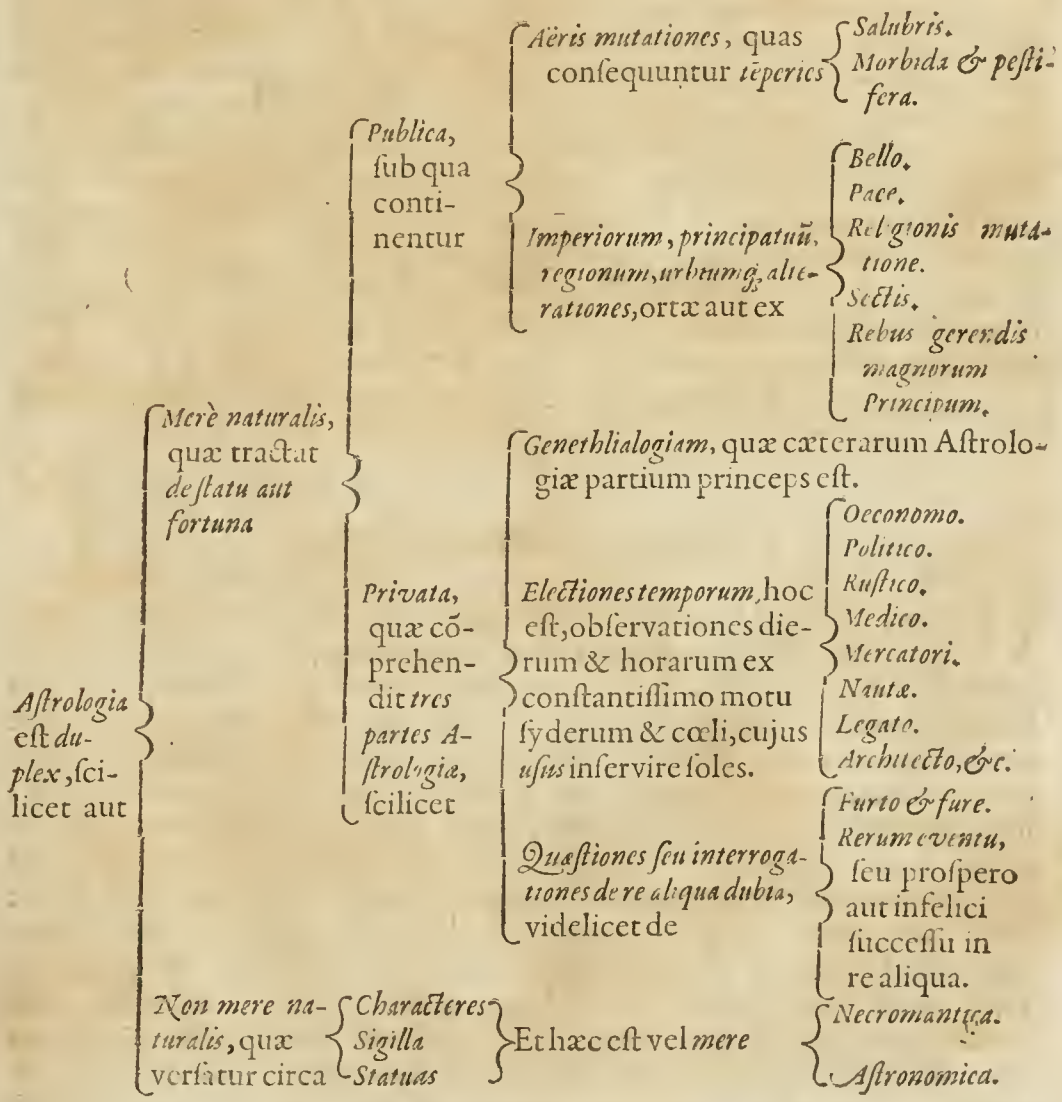 Astrologia
est du-
plex, sci-
licet aut
Merè naturalis,
quæ tractat
de statu aut
fortuna
Publica,
sub qua
conti-
nentur
Aëris mutationes, quas
consequuntur tēperies
Salubris.
Morbida & pesti-
fera.
Imperiorum, principatuū,
regionum, urbiumq; alte-
rationes, ortæ aut ex
Bello.
Pace.
Religionis muta-
tione.
Sectis.
Rebus gerendis
magnorum
Principum.
Privata,
quæ cō-
prehen-
dit tres
partes A-
strologiæ,
scilicet
Genethlialogiam, quæ cæterarum Astrolo-
giæ partium princeps est.
Electiones temporum, hoc
est, observationes die-
rum & horarum ex
constantissimo motu
syderum & cœli, cujus
usus inservire soles.
Oeconomo.
Politico.
Rustico.
Medico.
Mercatori.
Nautæ.
Legato.
Architecto, &c.
Quæstiones seu interroga-
tiones de re aliqua dubia,
videlicet de
Furto & fure.
Rerum eventu,
seu prospero
aut infelici
successu in
re aliqua.
Non mere na-
turalis, quæ
versatur circa
Characteres
Sigilla
Statuas
Et hæc est vel mere
Necromantica.
Astronomica.